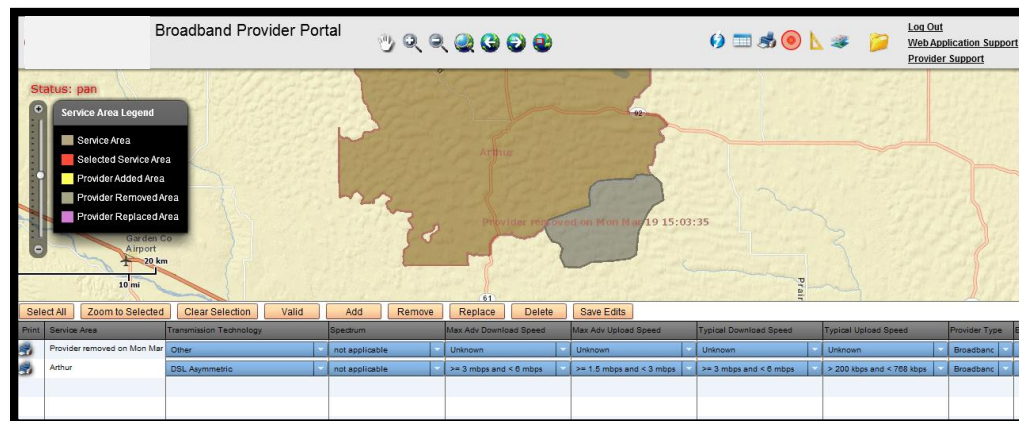 Broadband Provider Portal
Log Out
Web Application Support
Provider Support
Status: pan
Service Area Legend
Service Area
Selected Service Area
Provider Added Area
Provider Removed Area
Provider Replaced Area
92
Arthur
Provider removed on Mon Mar 19 15:03:35
Garden Co
Airport
20 km
10 mi
61
Prair
Select All Zoom to Selected Clear Selection Valid Add Remove Replace Delete Save Edits
Print Service Area Transmission Technology Spectrum Max Adv Download Speed Max Adv Upload Speed Typical Download Speed Typical Upload Speed Provider Type E
Provider removed on Mon Mar Other not applicable Unknown Unknown Unknown Unknown Broadbanc
Arthur DSL Asymmetric not applicable >= 3 mbps and < 6 mbps >= 1.5 mbps and < 3 mbps >= 3 mbps and < 6 mbps > 200 kbps and < 768 kbps Broadbanc